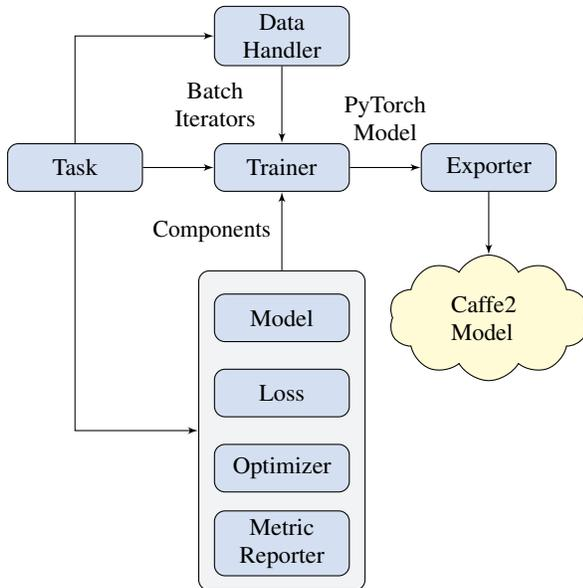 Data
Handler
Batch
Iterators
PyTorch
Model
Task
Trainer
Exporter
Components
Caffe2
Model
Model
Loss
Optimizer
Metric
Reporter